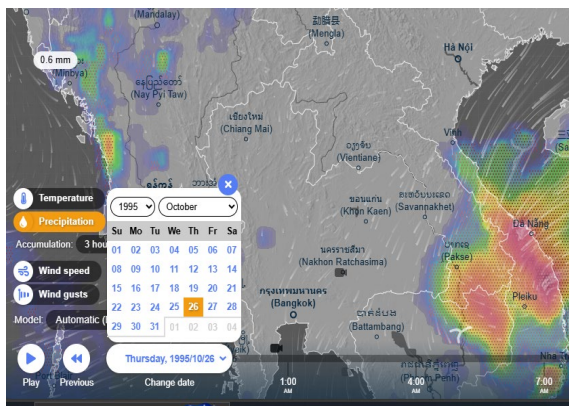 (Mandalay)
勐腊县
(Mengla)
Hà Nội
0.6 mm
(Minbya)
နေပြည်တော်
(Nay Pyi Taw)
เชียงใหม่
(Chiang Mai)
ວຽງຈັນ
(Vientiane)
Vinh
(Sa
ရန်ကုန်
ขอนแก่น
(Khon Kaen)
ສະຫວັນນະເຂດ
(Savannakhet)
Đà Nẵng
Temperature
Precipitation
Accumulation: 3 hou
Wind speed
Wind gusts
Model: Automatic (
1995
October
Su Mo Tu We Th Fr Sa
01 02 03 04 05 06 07
08 09 10 11 12 13 14
15 16 17 18 19 20 21
22 23 24 25 26 27 28
29 30 31 01 02 03 04
นครราชสีมา
(Nakhon Ratchasima)
ປາກເຊ
(Pakse)
Pleiku
กรุงเทพมหานคร
(Bangkok)
បាត់ដំបង
(Battambang)
Nha T
(Phnom Penh)
Play
Previous
Thursday, 1995/10/26
Change date
1:00
AM
4:00
AM
7:00
AM